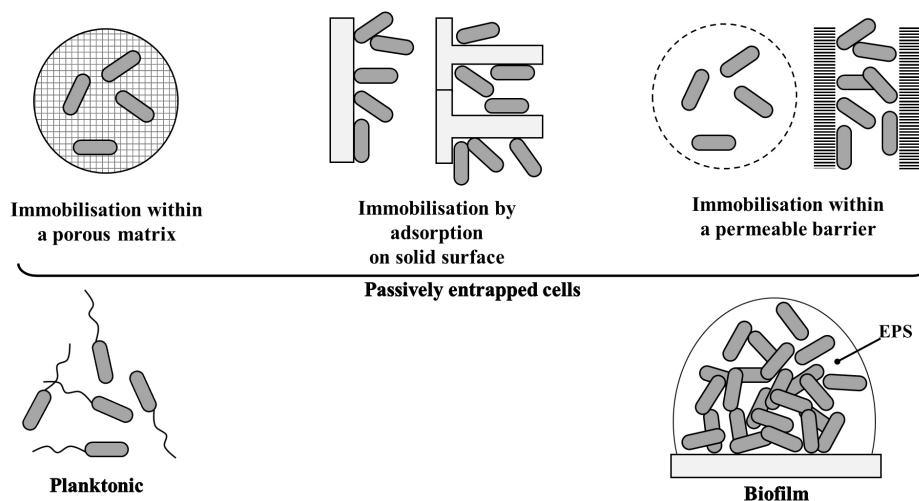 Immobilisation within
a porous matrix
Immobilisation by
adsorption
on solid surface
Immobilisation within
a permeable barrier
Passively entrapped cells
EPS
Planktonic
Biofilm